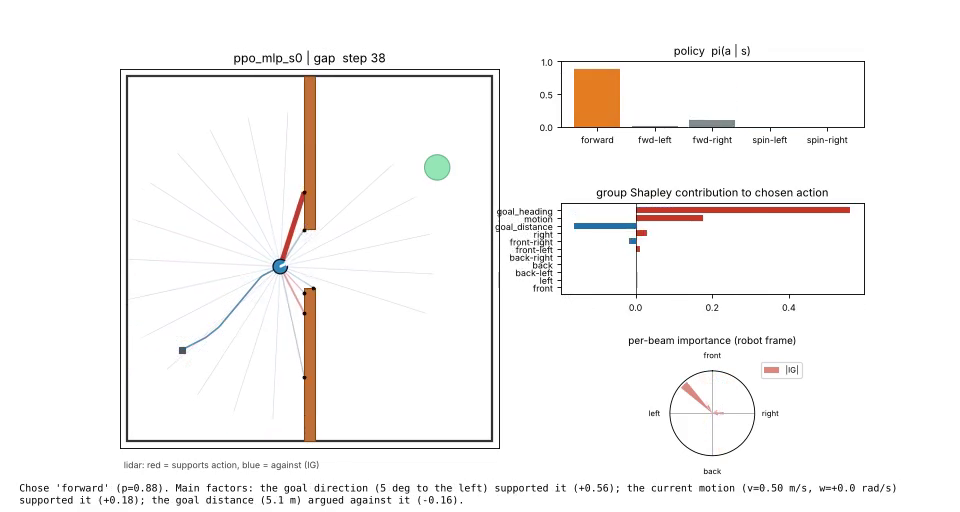 ppo_mlp_s0 | gap  step 38
policy  pi(a | s)
1.0
0.5
0.0
forward
fwd-left
fwd-right
spin-left
spin-right
group Shapley contribution to chosen action
goal_heading
motion
goal_distance
right
front-right
front-left
back-right
back
back-left
left
front
0.0
0.2
0.4
per-beam importance (robot frame)
front
|IG|
left
right
back
lidar: red = supports action, blue = against (IG)
Chose 'forward' (p=0.88). Main factors: the goal direction (5 deg to the left) supported it (+0.56); the current motion (v=0.50 m/s, w=+0.0 rad/s)
supported it (+0.18); the goal distance (5.1 m) argued against it (-0.16).